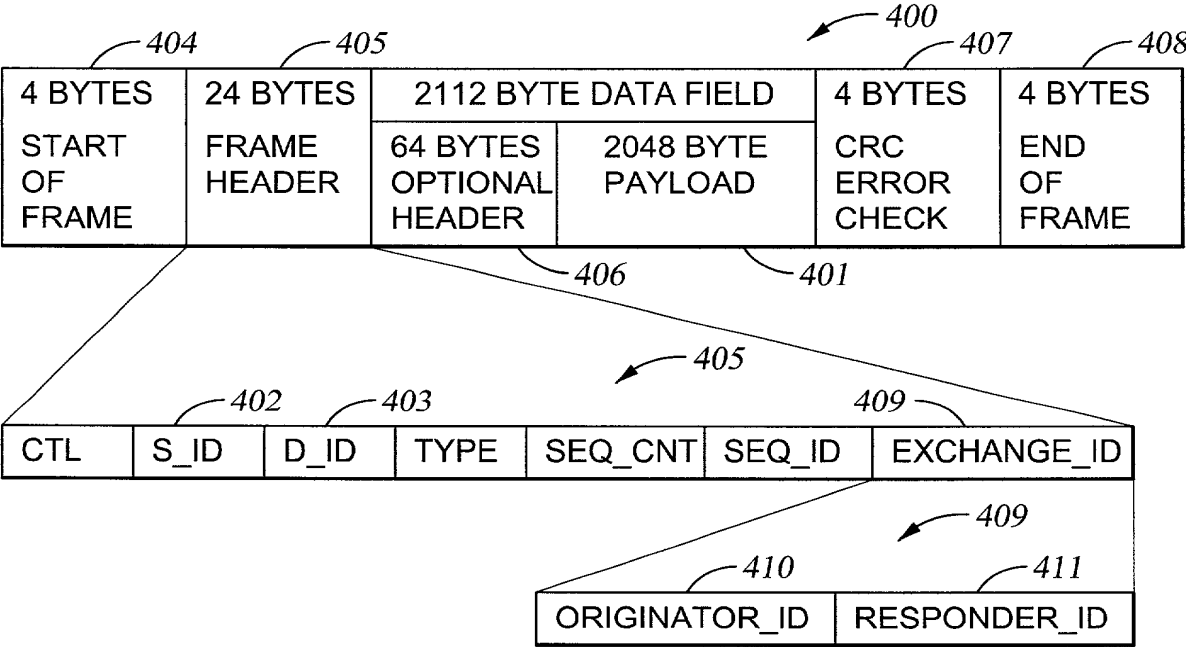 400
404
405
407
408
4 BYTES
START
OF
FRAME
24 BYTES
FRAME
HEADER
2112 BYTE DATA FIELD
64 BYTES
OPTIONAL
HEADER
2048 BYTE
PAYLOAD
4 BYTES
CRC
ERROR
CHECK
4 BYTES
END
OF
FRAME
406
401
405
402
403
409
CTL
S_ID
D_ID
TYPE
SEQ_CNT
SEQ_ID
EXCHANGE_ID
409
410
411
ORIGINATOR_ID
RESPONDER_ID